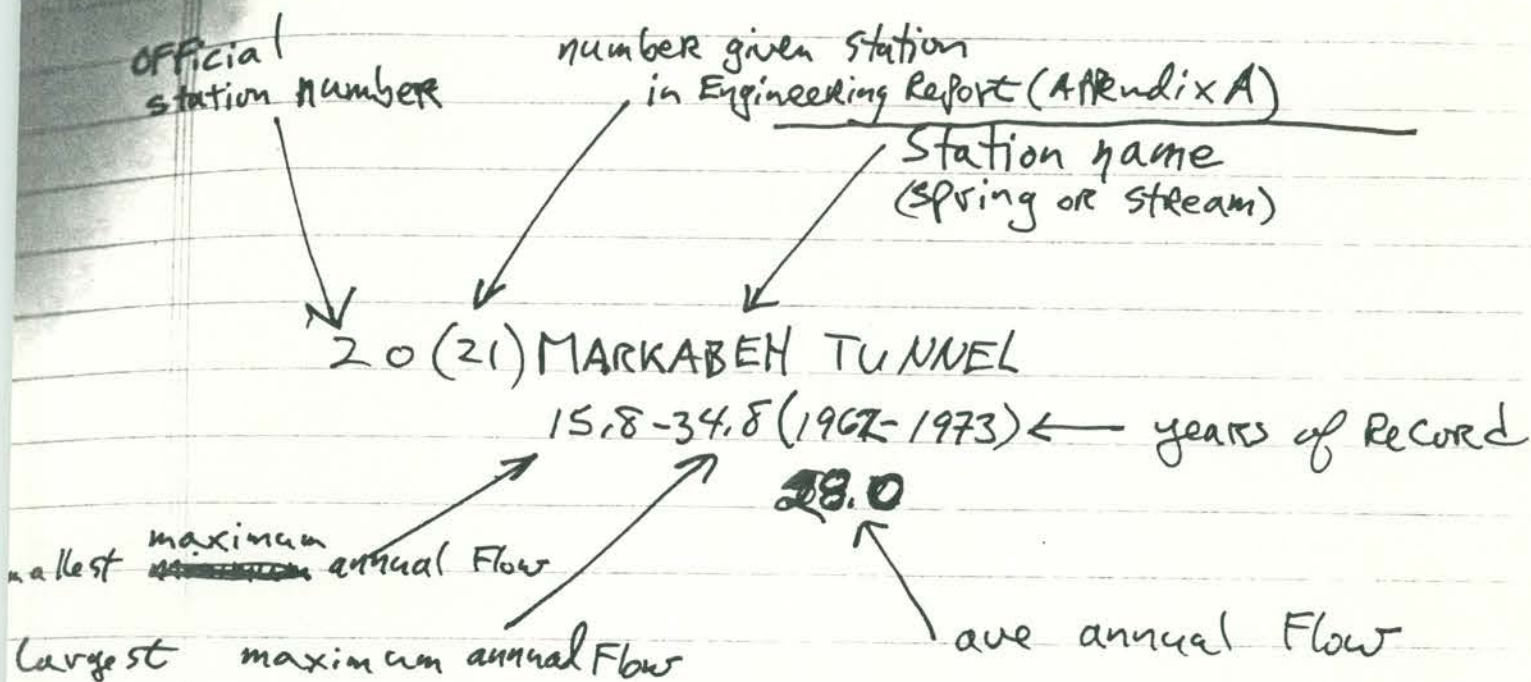 official
station number
number given station
in Engineering Report (Appendix A)
Station name
(spring or stream)
20 (21) MARKABEH TUNNEL
15.8-34.8 (1962-1973) ← years of Record
28.0
mallest maximum annual Flow
largest maximum annual Flow
ave annual Flow